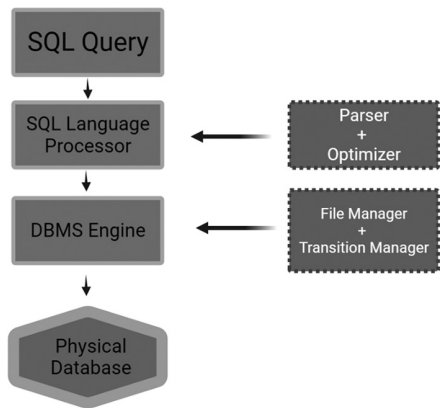 SQL Query
SQL Language
Processor
Parser
+
Optimizer
DBMS Engine
File Manager
+
Transition Manager
Physical
Database